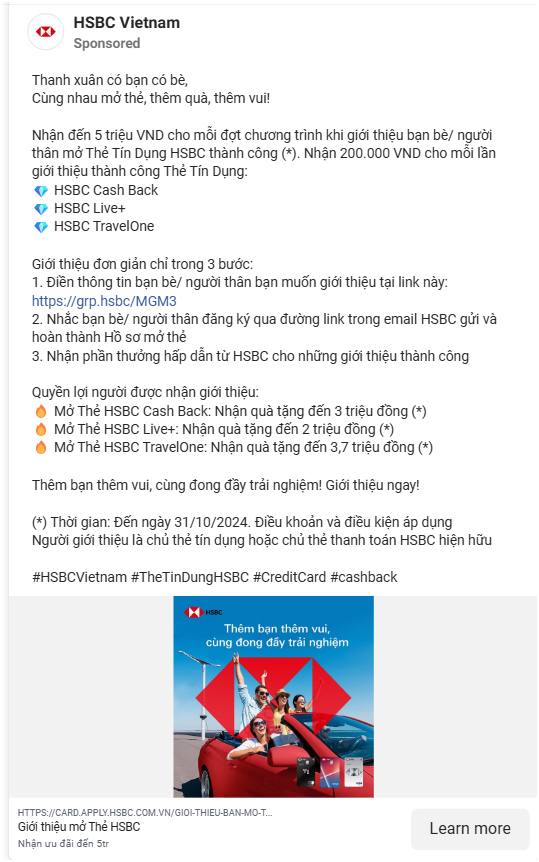 HSBC Vietnam
Sponsored
Thanh xuân có bạn có bè,
Cùng nhau mở thẻ, thêm quà, thêm vui!
Nhận đến 5 triệu VND cho mỗi đợt chương trình khi giới thiệu bạn bè/ người
thân mở Thẻ Tín Dụng HSBC thành công (*). Nhận 200.000 VND cho mỗi lần
giới thiệu thành công Thẻ Tín Dụng:
💎 HSBC Cash Back
💎 HSBC Live+
💎 HSBC TravelOne
Giới thiệu đơn giản chỉ trong 3 bước:
1. Điền thông tin bạn bè/ người thân bạn muốn giới thiệu tại link này:
https://grp.hsbc/MGM3
2. Nhắc bạn bè/ người thân đăng ký qua đường link trong email HSBC gửi và
hoàn thành Hồ sơ mở thẻ
3. Nhận phần thưởng hấp dẫn từ HSBC cho những giới thiệu thành công
Quyền lợi người được nhận giới thiệu:
🔥 Mở Thẻ HSBC Cash Back: Nhận quà tặng đến 3 triệu đồng (*)
🔥 Mở Thẻ HSBC Live+: Nhận quà tặng đến 2 triệu đồng (*)
🔥 Mở Thẻ HSBC TravelOne: Nhận quà tặng đến 3,7 triệu đồng (*)
Thêm bạn thêm vui, cùng đong đầy trải nghiệm! Giới thiệu ngay!
(*) Thời gian: Đến ngày 31/10/2024. Điều khoản và điều kiện áp dụng
Người giới thiệu là chủ thẻ tín dụng hoặc chủ thẻ thanh toán HSBC hiện hữu
#HSBCVietnam #TheTinDungHSBC #CreditCard #cashback
HSBC
Thêm bạn thêm vui,
cùng đong đầy trải nghiệm
HTTPS://CARD.APPLY.HSBC.COM.VN/GIOI-THIEU-BAN-MO-T...
Giới thiệu mở Thẻ HSBC
Nhận ưu đãi đến 5tr
Learn more